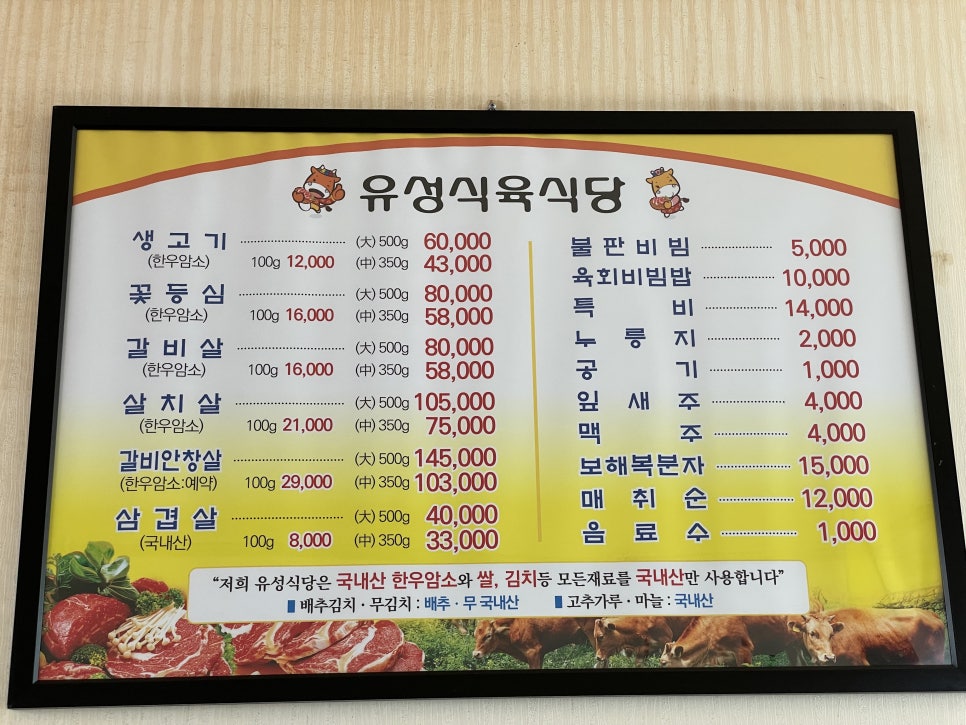 유성식육식당
생고기 (大) 500g 60,000
(한우암소) 100g 12,000 (中) 350g 43,000
꽃등심 (大) 500g 80,000
(한우암소) 100g 16,000 (中) 350g 58,000
갈비살 (大) 500g 80,000
(한우암소) 100g 16,000 (中) 350g 58,000
살치살 (大) 500g 105,000
(한우암소) 100g 21,000 (中) 350g 75,000
갈비안창살 (大) 500g 145,000
(한우암소:예약) 100g 29,000 (中) 350g 103,000
삼겹살 (大) 500g 40,000
(국내산) 100g 8,000 (中) 350g 33,000
불판비빔 5,000
육회비빔밥 10,000
특비 14,000
누룽지 2,000
공기 1,000
잎새주 4,000
맥주 4,000
보해복분자 15,000
매취순 12,000
음료수 1,000
“저희 유성식당은 국내산 한우암소와 쌀, 김치등 모든재료를 국내산만 사용합니다”
배추김치·무김치 : 배추·무 국내산 고추가루·마늘 : 국내산